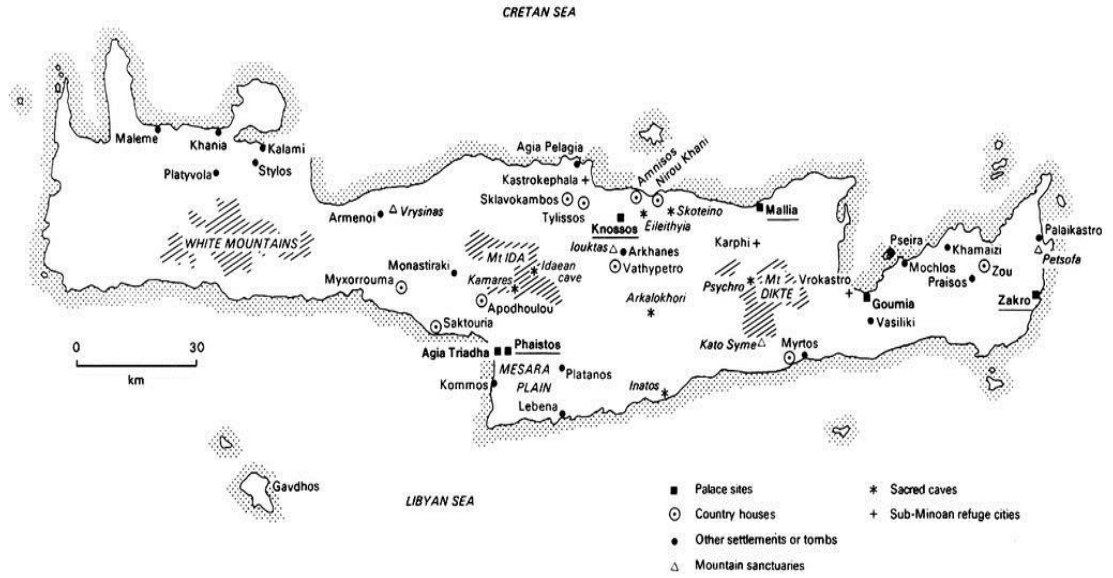 CRETAN SEA
Maleme
Khania
Kalami
Platyvola
Stylos
Agia Pelagia
Amnisos
Nirou Khani
Kastrokephala
Sklavokambos
Tylissos
Skoteino
Eileithyia
Mallia
Knossos
Armenoi
Vrysinas
WHITE MOUNTAINS
Iouktas
Arkhanes
Vathypetro
Karphi
Pseira
Khamaizi
Palaikastro
Petsofa
Mochlos
Zou
Praisos
Mt IDA
Idaean
cave
Monastiraki
Kamares
Myxorrouma
Apodhoulou
Arkalokhori
Psychro
Mt
DIKTE
Vrokastro
Gournia
Zakro
Vasiliki
Saktouria
Kato Syme
Myrtos
0
30
km
Agia Triadha
Phaistos
MESARA
PLAIN
Platanos
Kommos
Inatos
Lebena
Gavdhos
LIBYAN SEA
Palace sites
Sacred caves
Country houses
Sub-Minoan refuge cities
Other settlements or tombs
Mountain sanctuaries